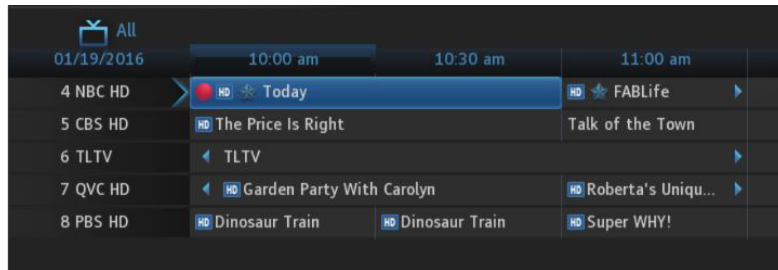 All
01/19/2016 10:00 am 10:30 am 11:00 am
4 NBC HD HD Today HD FABLife
5 CBS HD HD The Price Is Right Talk of the Town
6 TLTV TLTV
7 QVC HD HD Garden Party With Carolyn HD Roberta's Uniqu...
8 PBS HD HD Dinosaur Train HD Dinosaur Train HD Super WHY!